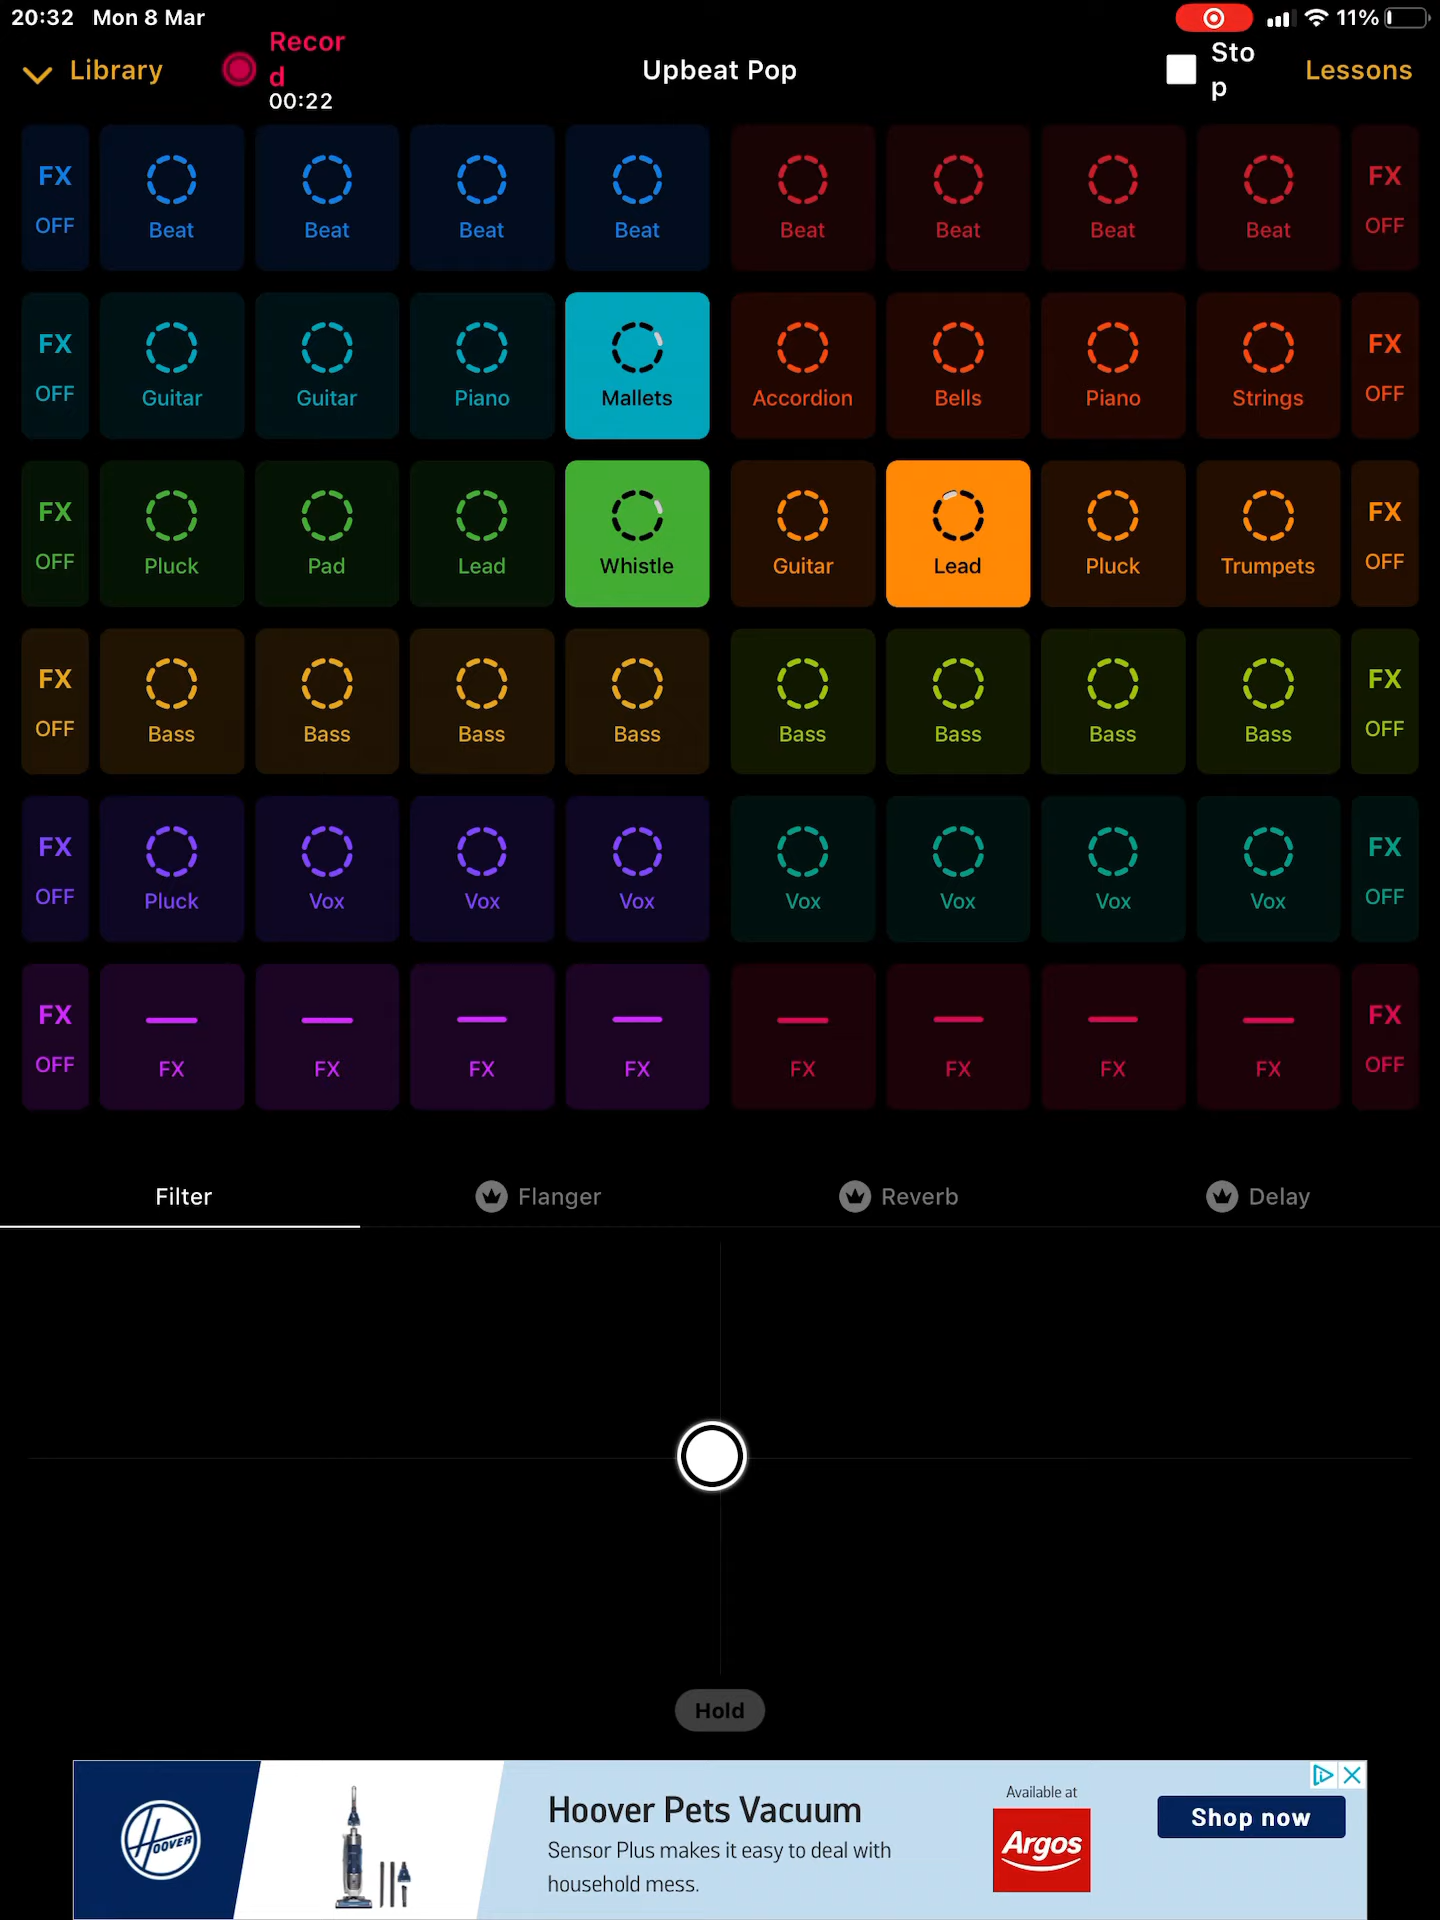 20:32 Mon 8 Mar 11%
Library
Recor
d
00:22
Upbeat Pop
Sto
p
Lessons
FX Beat Beat Beat Beat Beat Beat Beat Beat FX
OFF OFF
FX Guitar Guitar Piano Mallets Accordion Bells Piano Strings FX
OFF OFF
FX Pluck Pad Lead Whistle Guitar Lead Pluck Trumpets FX
OFF OFF
FX Bass Bass Bass Bass Bass Bass Bass Bass FX
OFF OFF
FX Pluck Vox Vox Vox Vox Vox Vox Vox FX
OFF OFF
FX FX FX FX FX FX FX FX FX FX
OFF OFF
Filter Flanger Reverb Delay
Hold
HOOVER
Hoover Pets Vacuum
Sensor Plus makes it easy to deal with
household mess.
Available at
Argos
Shop now